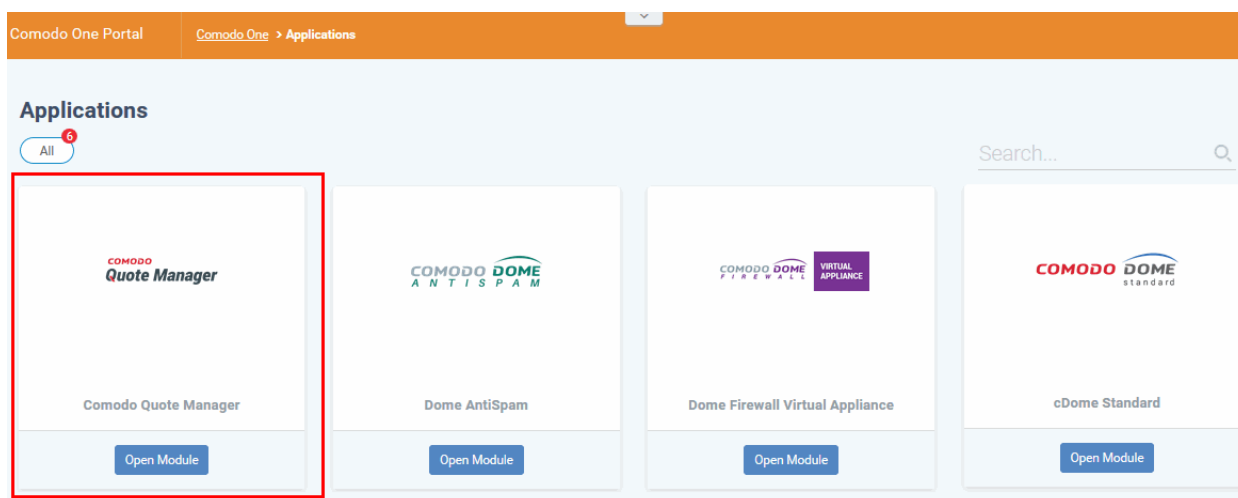 Comodo One Portal
Comodo One > Applications
Applications
All
6
Search...
COMODO
Quote Manager
COMODO DOME
ANTISPAM
COMODO DOME
FIREWALL
VIRTUAL
APPLIANCE
COMODO DOME
standard
Comodo Quote Manager
Dome AntiSpam
Dome Firewall Virtual Appliance
cDome Standard
Open Module
Open Module
Open Module
Open Module